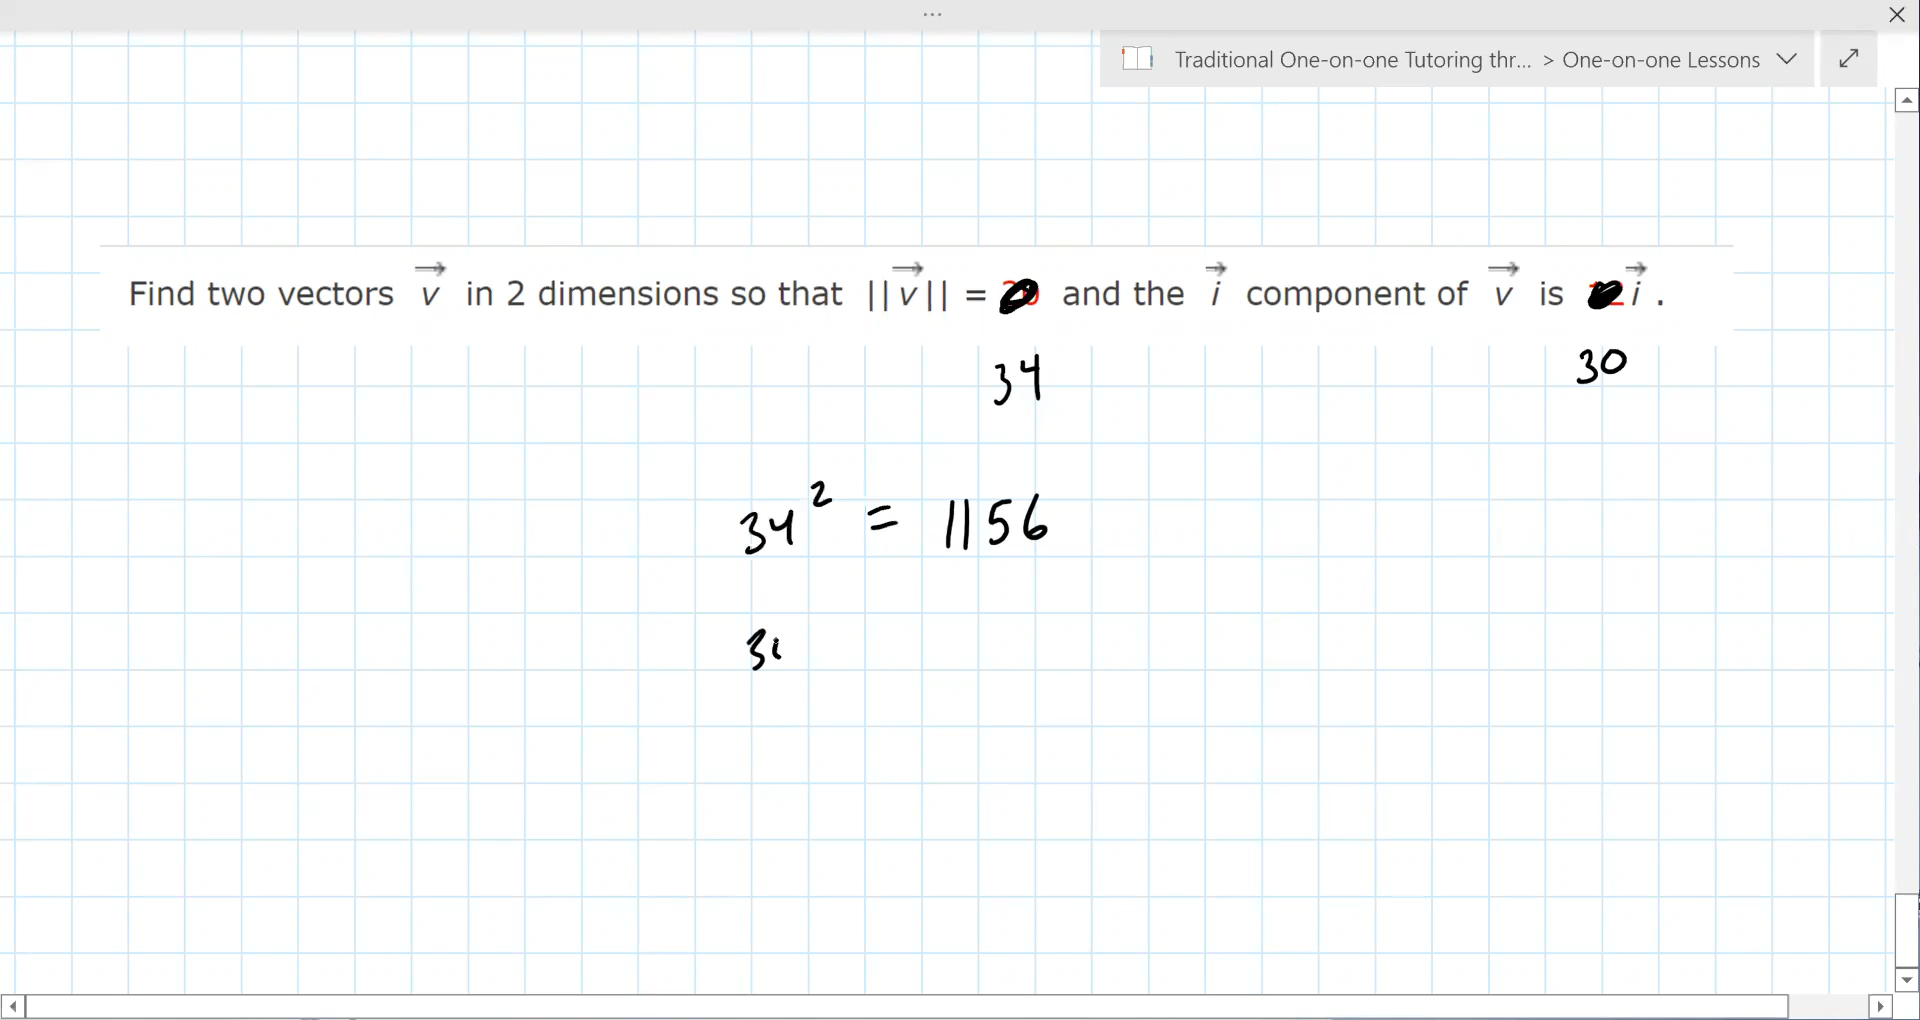 ...
Traditional One-on-one Tutoring thr... > One-on-one Lessons
Find two vectors v⃗ in 2 dimensions so that ||v⃗|| = and the i⃗ component of v⃗ is i⃗ .
34 30
34² = 1156
3